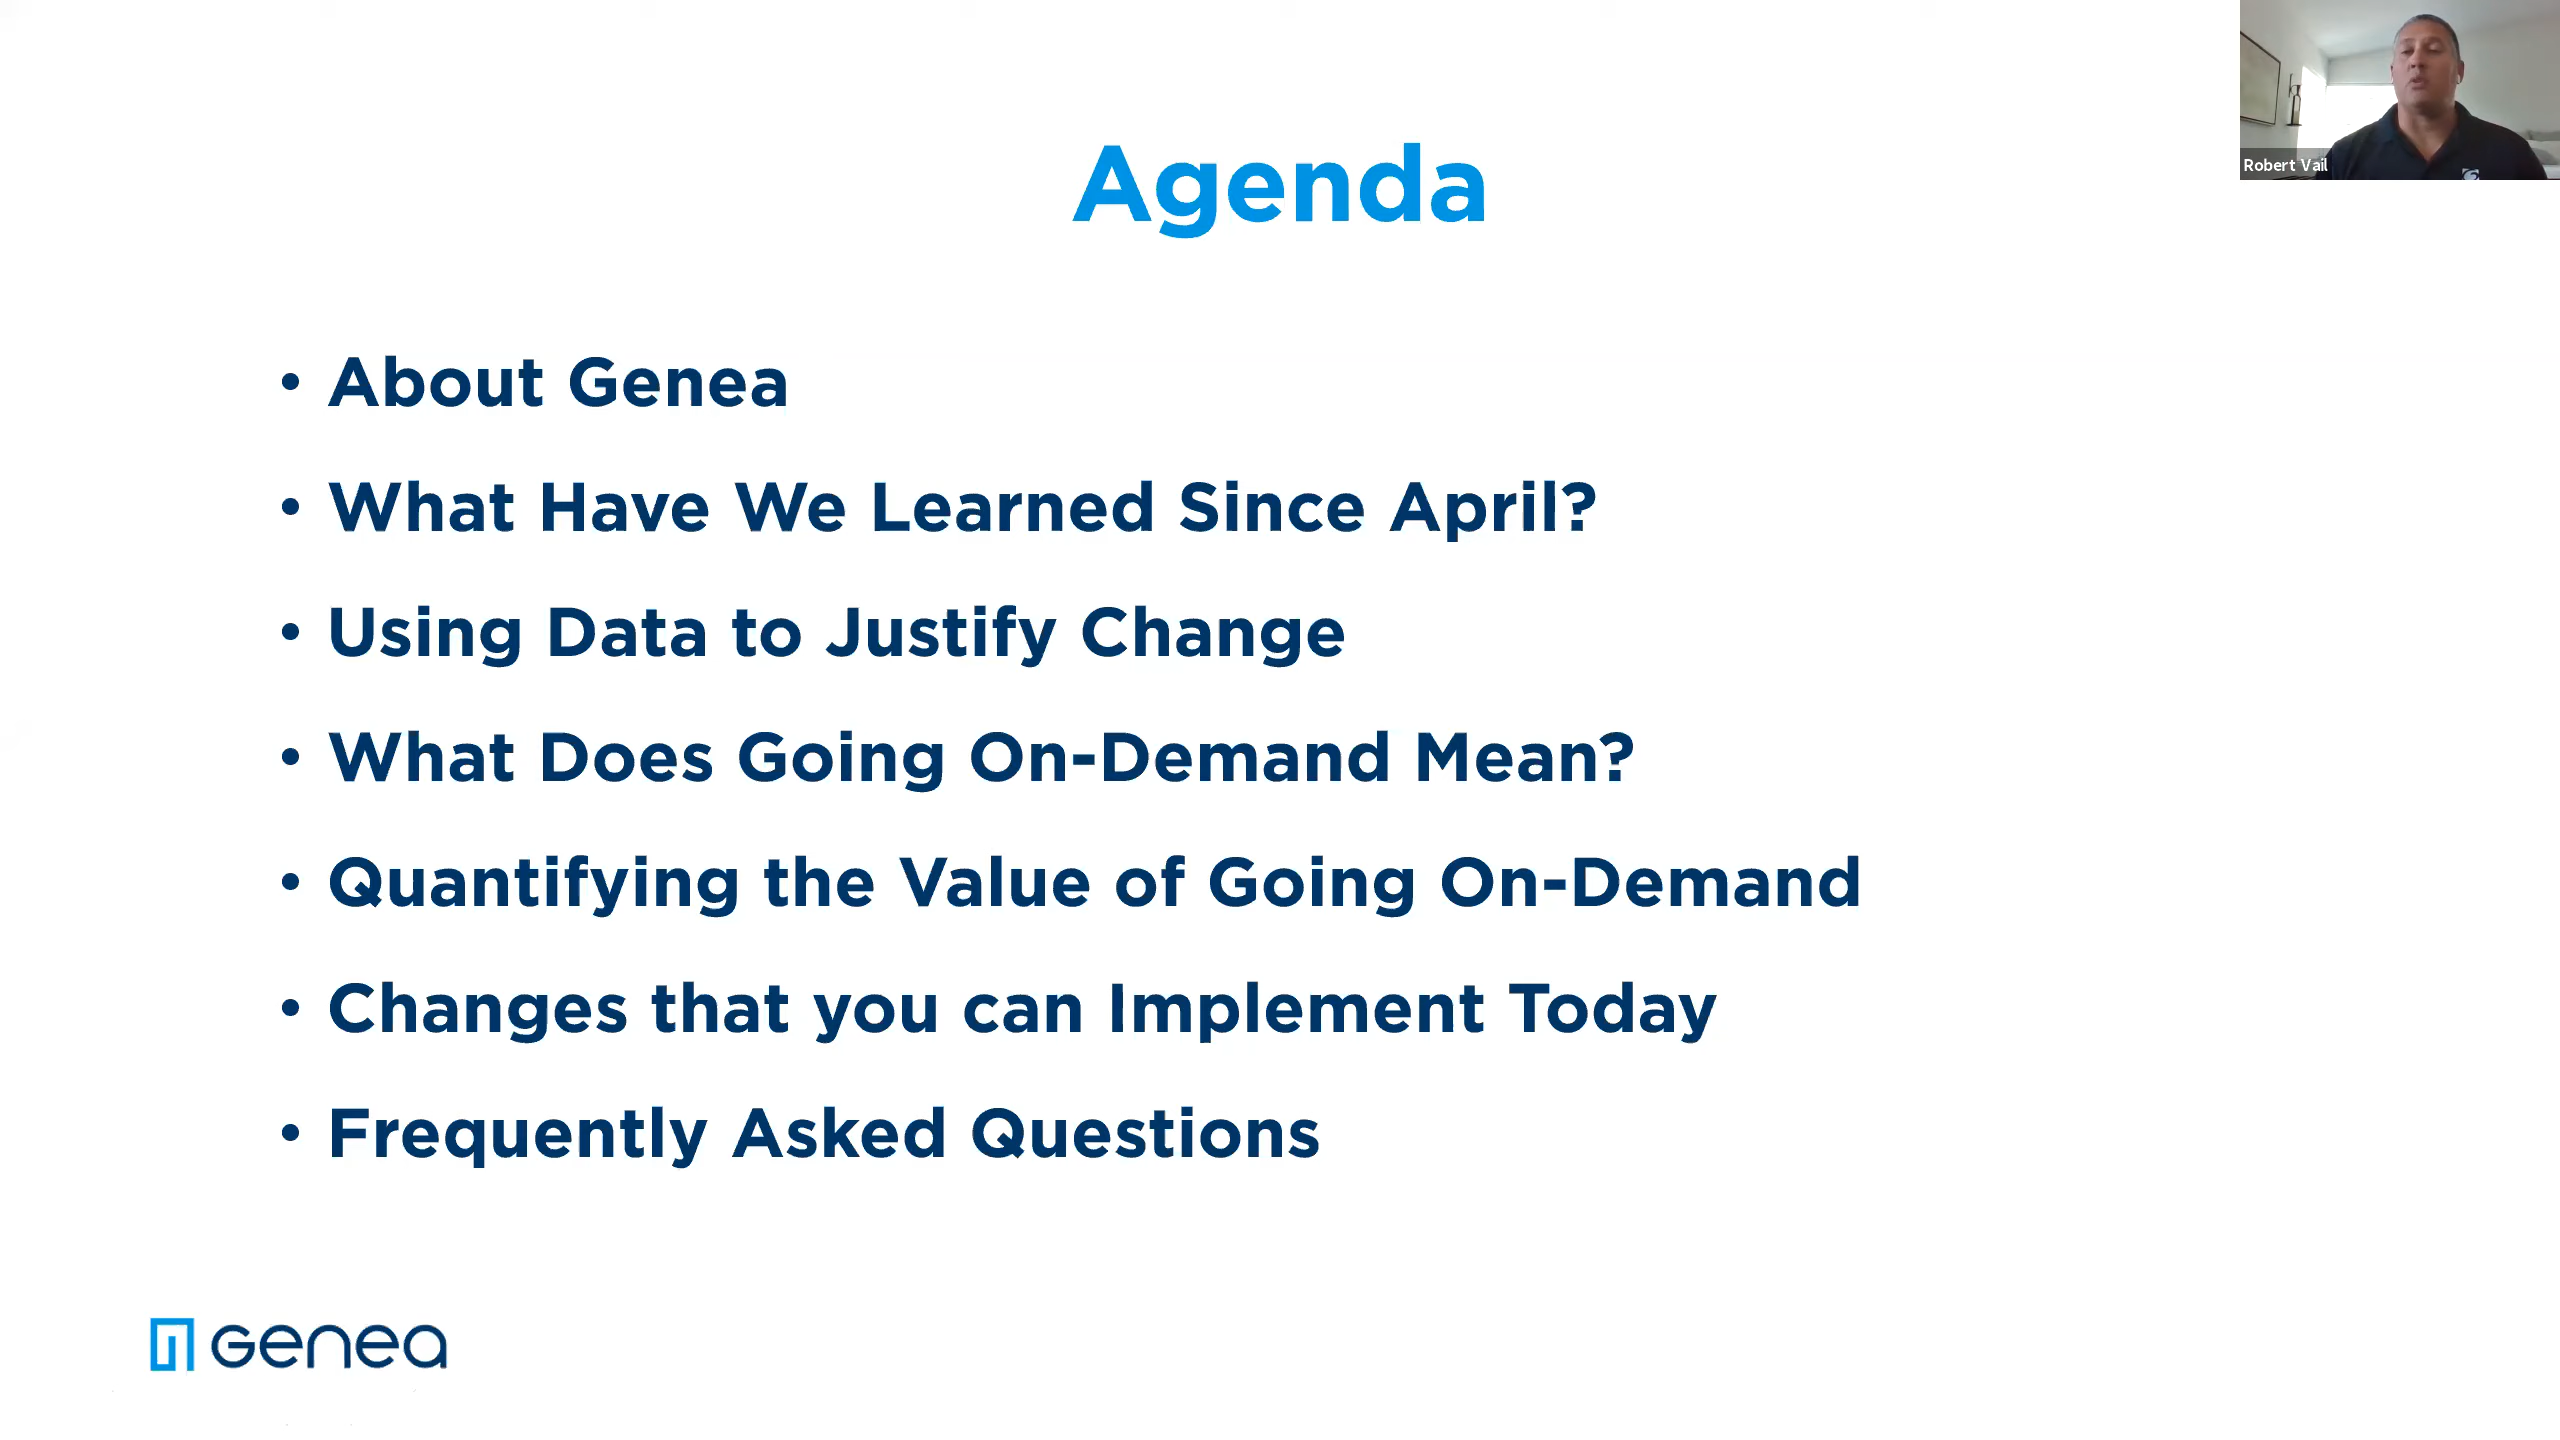 Agenda
Robert Vail
• About Genea
• What Have We Learned Since April?
• Using Data to Justify Change
• What Does Going On-Demand Mean?
• Quantifying the Value of Going On-Demand
• Changes that you can Implement Today
• Frequently Asked Questions
Genea